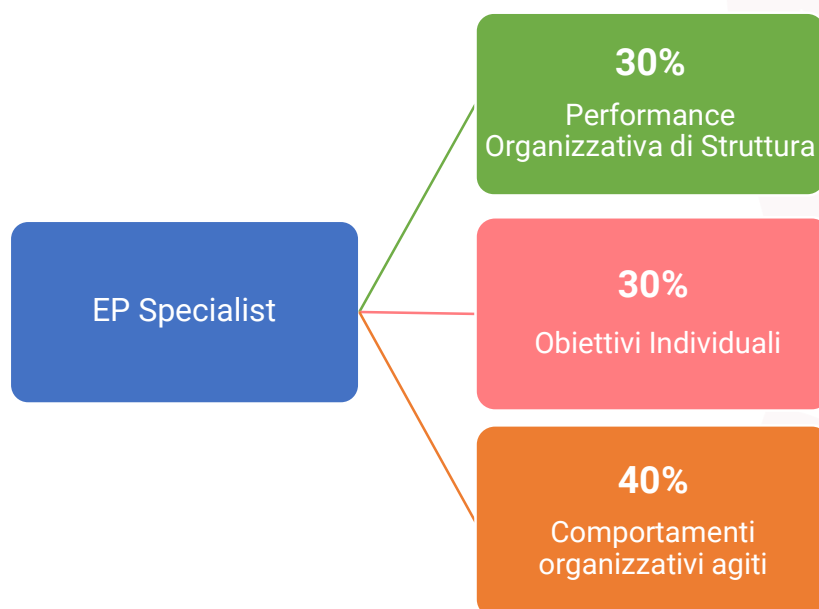 EP Specialist
30%
Performance
Organizzativa di Struttura
30%
Obiettivi Individuali
40%
Comportamenti
organizzativi agiti